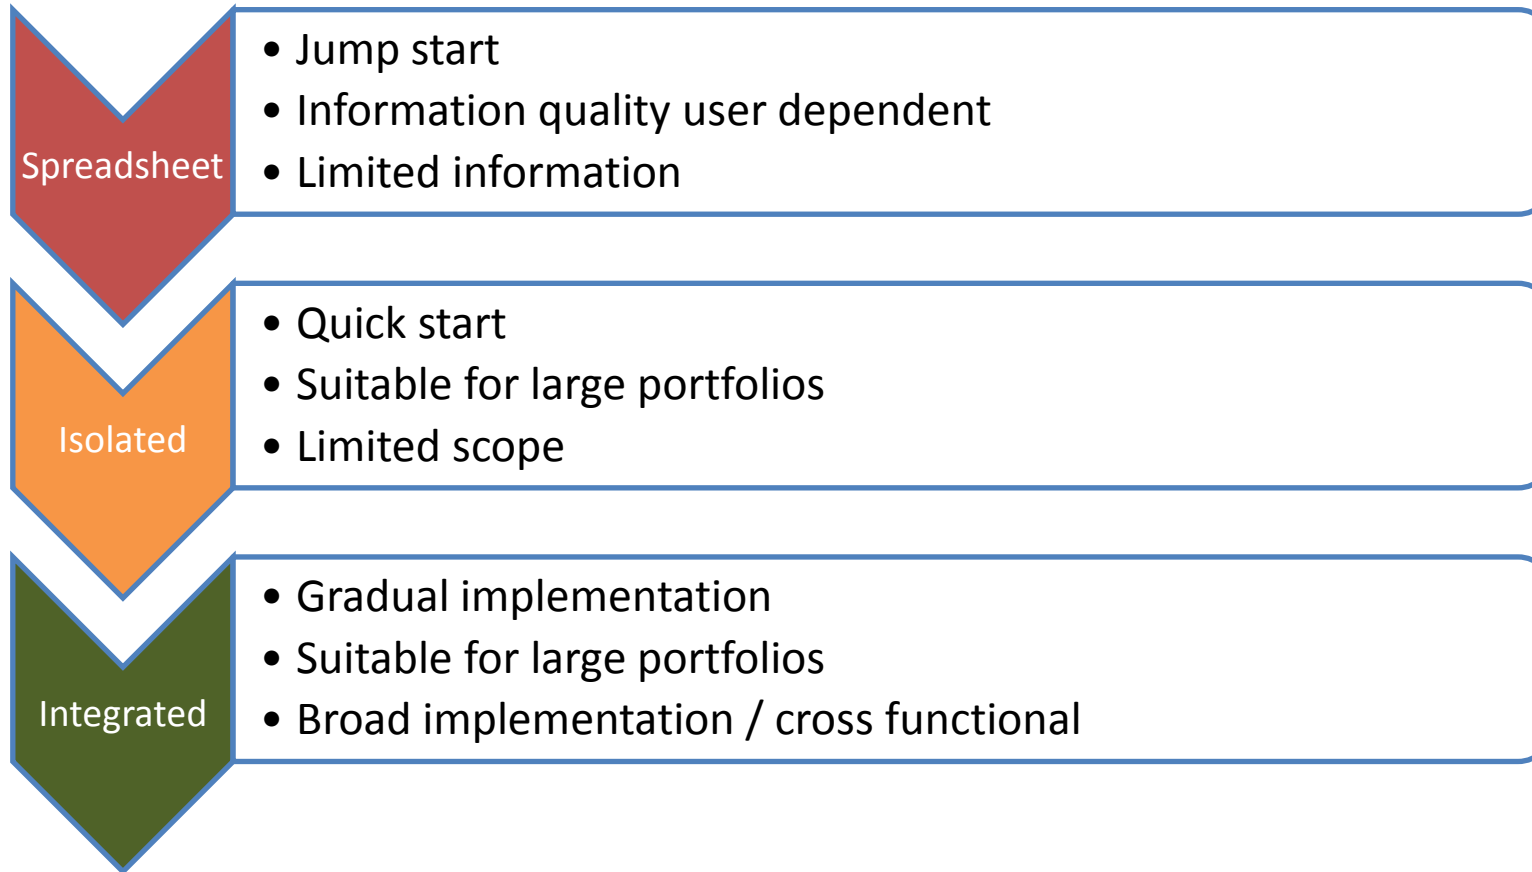 Spreadsheet
• Jump start
• Information quality user dependent
• Limited information
Isolated
• Quick start
• Suitable for large portfolios
• Limited scope
Integrated
• Gradual implementation
• Suitable for large portfolios
• Broad implementation / cross functional